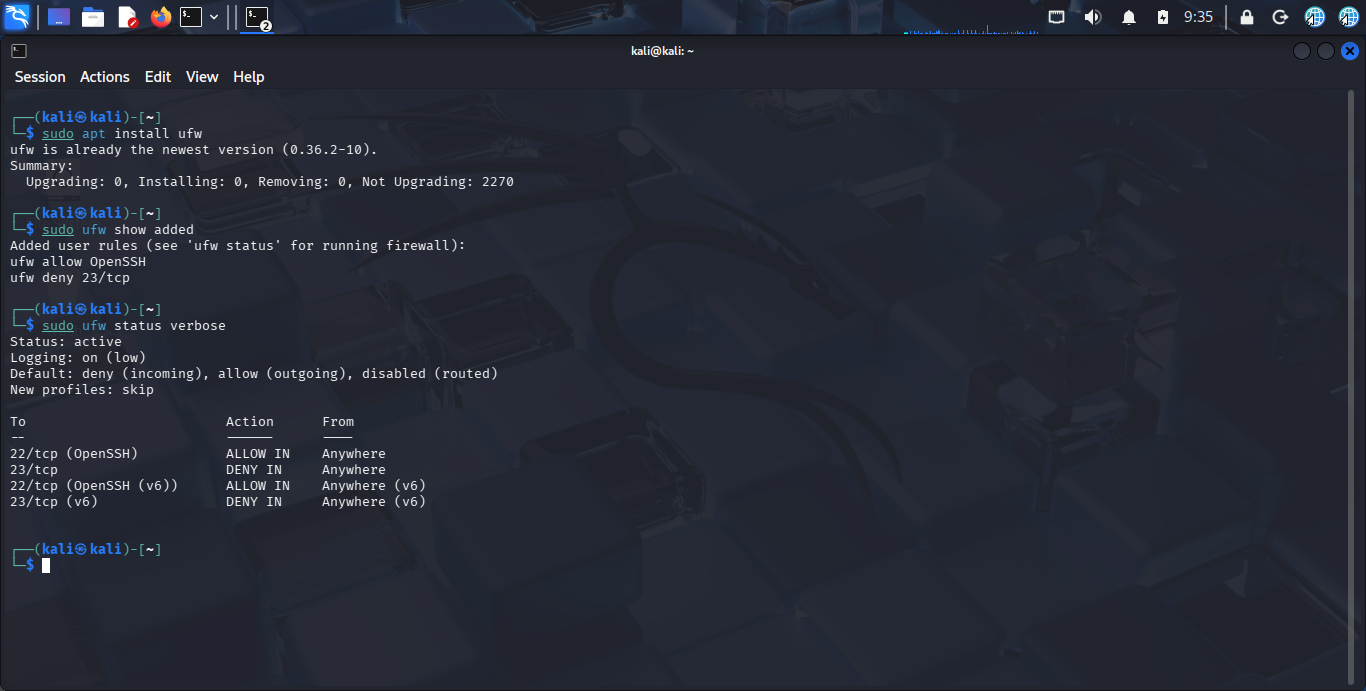 9:35
2
kali@kali: ~
Session Actions Edit View Help
┌──(kali㉿kali)-[~]
└─$ sudo apt install ufw
ufw is already the newest version (0.36.2-10).
Summary:
  Upgrading: 0, Installing: 0, Removing: 0, Not Upgrading: 2270
┌──(kali㉿kali)-[~]
└─$ sudo ufw show added
Added user rules (see 'ufw status' for running firewall):
ufw allow OpenSSH
ufw deny 23/tcp
┌──(kali㉿kali)-[~]
└─$ sudo ufw status verbose
Status: active
Logging: on (low)
Default: deny (incoming), allow (outgoing), disabled (routed)
New profiles: skip
To                         Action      From
--                         ------      ----
22/tcp (OpenSSH)           ALLOW IN    Anywhere
23/tcp                     DENY IN     Anywhere
22/tcp (OpenSSH (v6))      ALLOW IN    Anywhere (v6)
23/tcp (v6)                DENY IN     Anywhere (v6)
┌──(kali㉿kali)-[~]
└─$